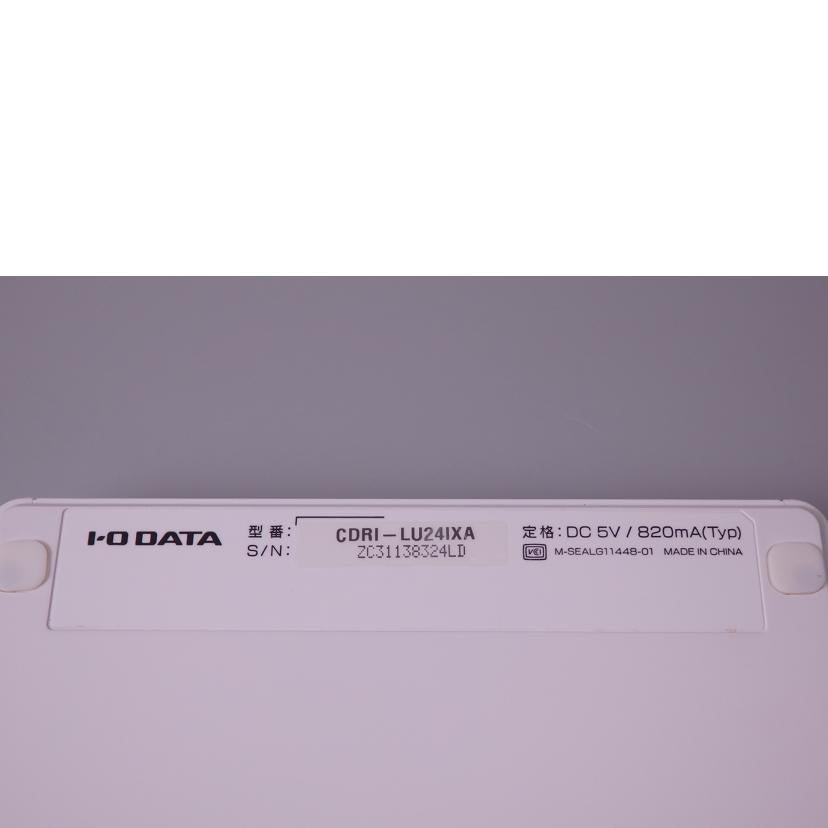 I-O DATA
型番: CDRI-LU24IXA
S/N: ZC31138324LD
定格: DC 5V / 820mA(Typ)
VCI M-SEALG11448-01 MADE IN CHINA